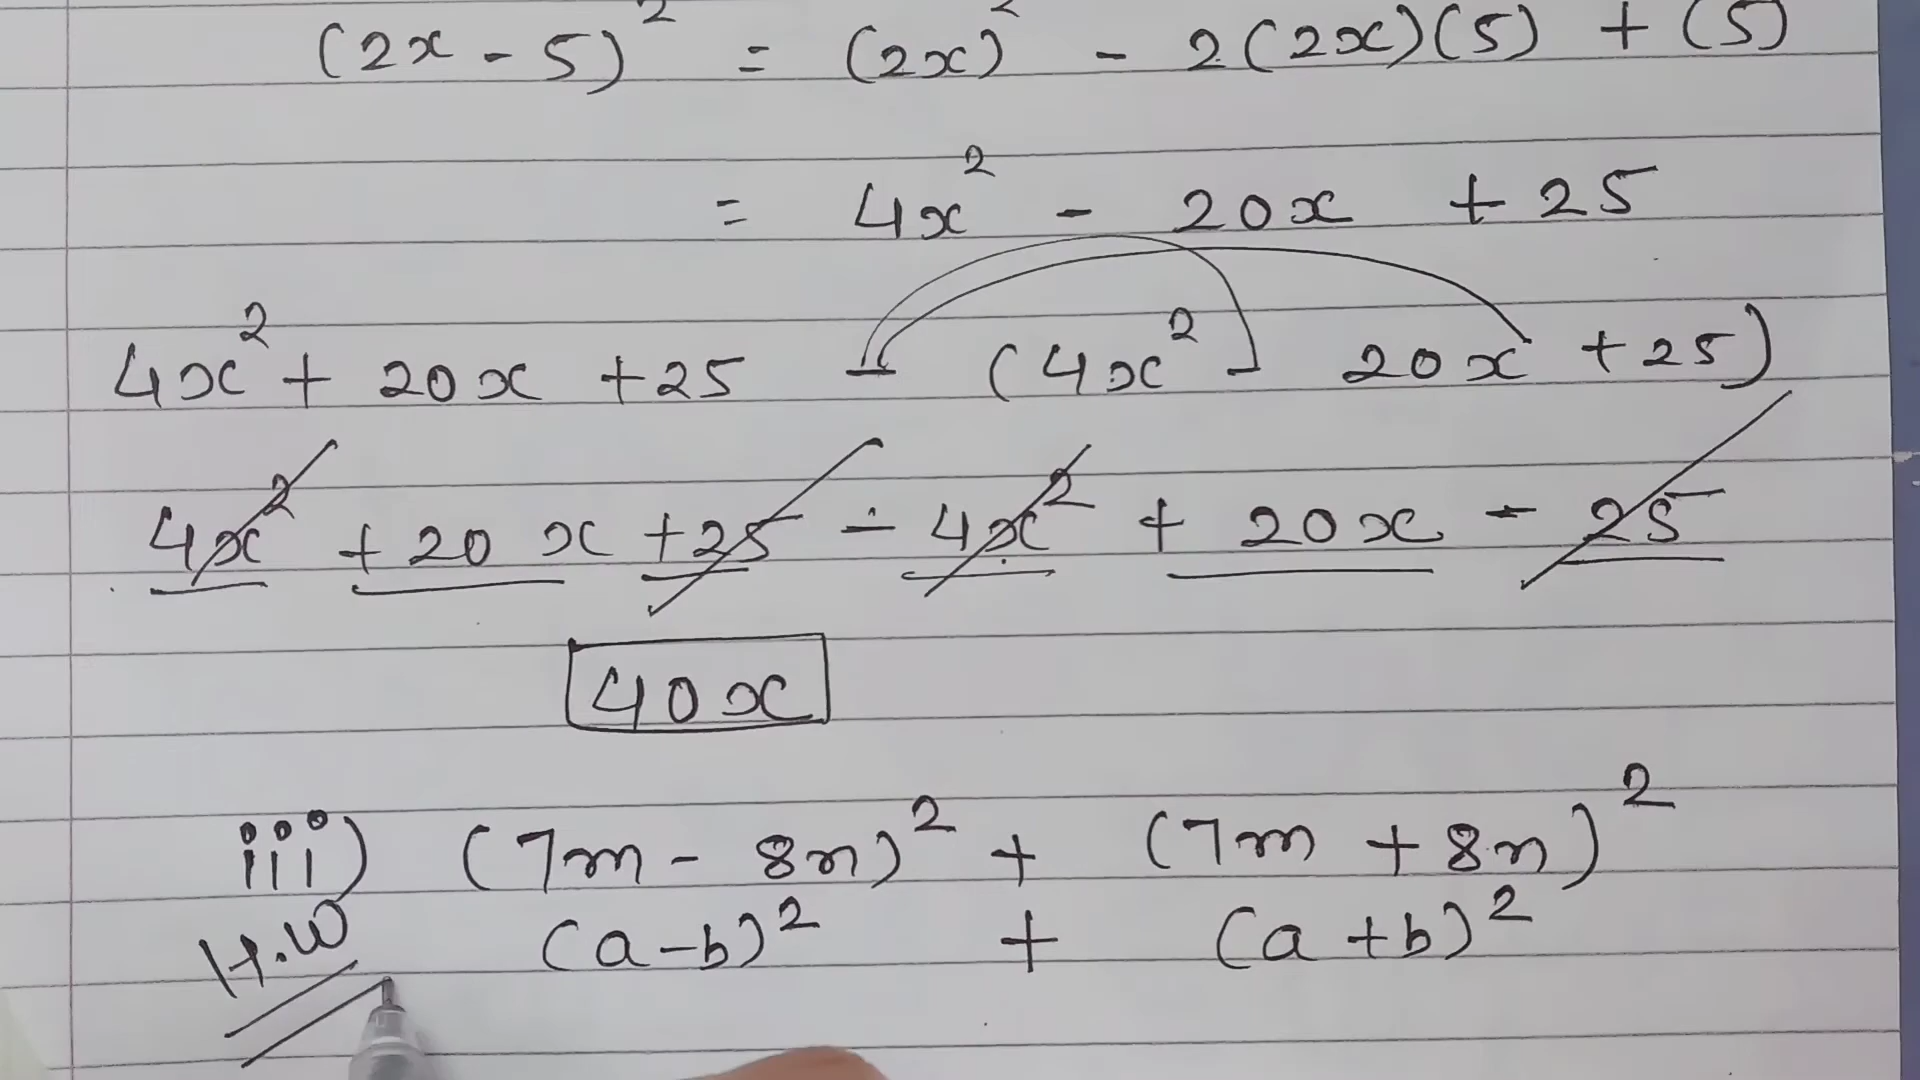 (2x - 5)² = (2x)² - 2(2x)(5) + (5)
= 4x² - 20x + 25
4x² + 20x + 25 - (4x² - 20x + 25)
4x² + 20x + 25 - 4x² + 20x - 25
40x
iii) (7m - 8n)² + (7m + 8n)²
H.W (a - b)² + (a + b)²